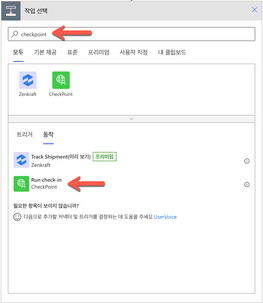 작업 선택
checkpoint
모두 기본 제공 표준 프리미엄 사용자 지정 내 클립보드
Zenkraft CheckPoint
트리거 동작
Track Shipment(미리 보기) 프리미엄
Zenkraft
Run check-in
CheckPoint
필요한 항목이 보이지 않습니까?
다음으로 추가할 커넥터 및 트리거를 결정하는 데 도움을 주세요.UserVoice